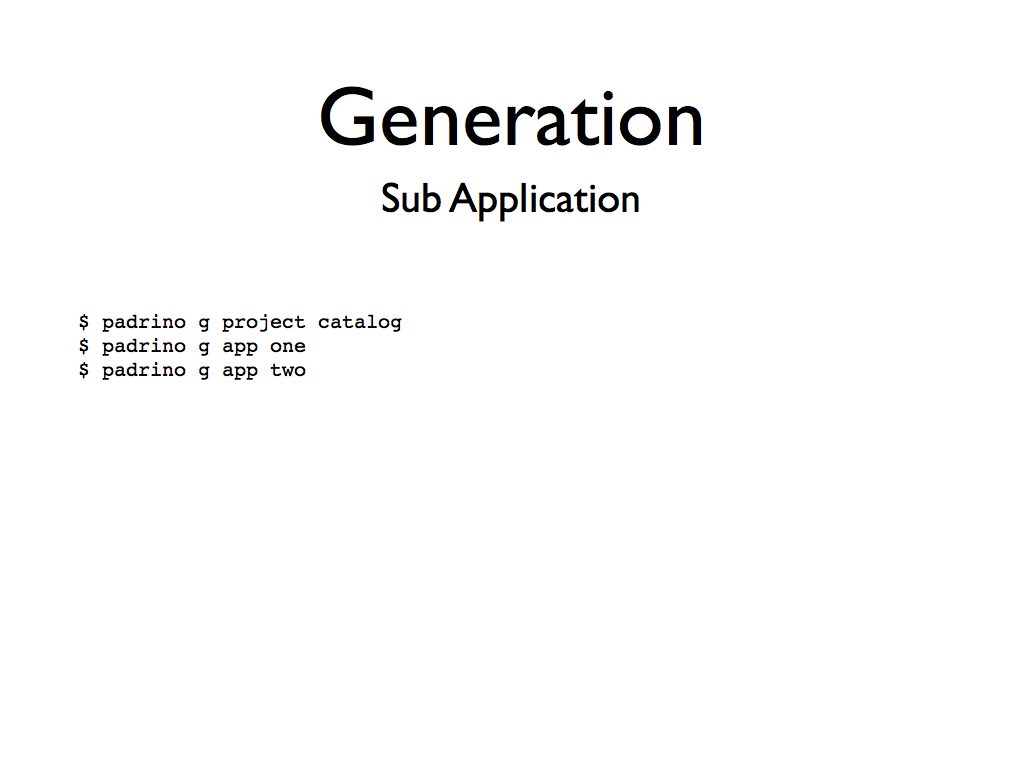 Generation
Sub Application
$ padrino g project catalog
$ padrino g app one
$ padrino g app two